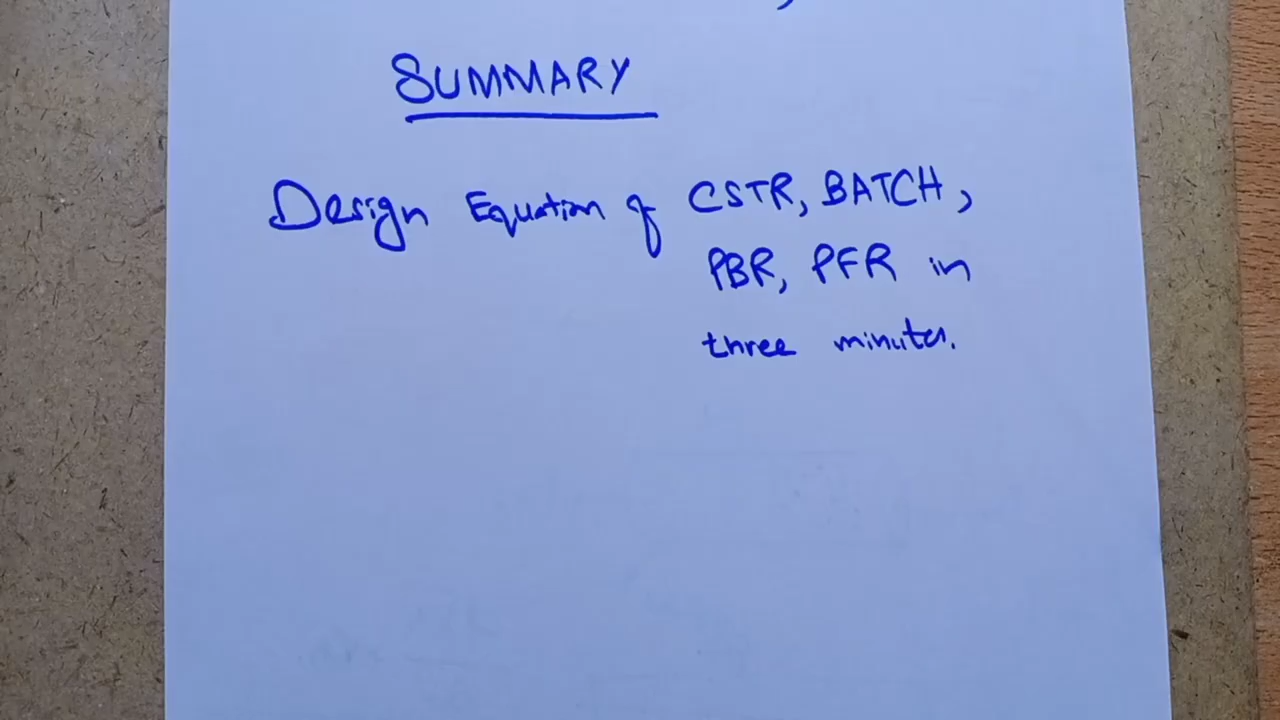 SUMMARY
Design Equation of CSTR, BATCH,
PBR, PFR in
three minutes.